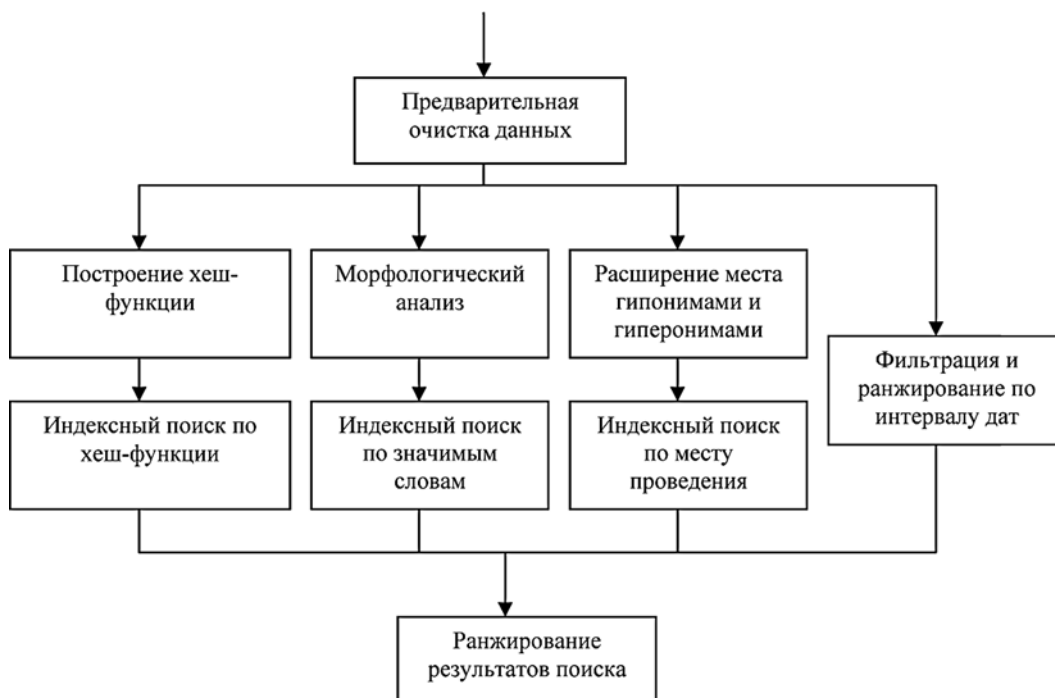 Предварительная
очистка данных
Построение хеш-
функции
Морфологический
анализ
Расширение места
гипонимами и
гиперонимами
Фильтрация и
ранжирование по
интервалу дат
Индексный поиск по
хеш-функции
Индексный поиск
по значимым
словам
Индексный поиск
по месту
проведения
Ранжирование
результатов поиска